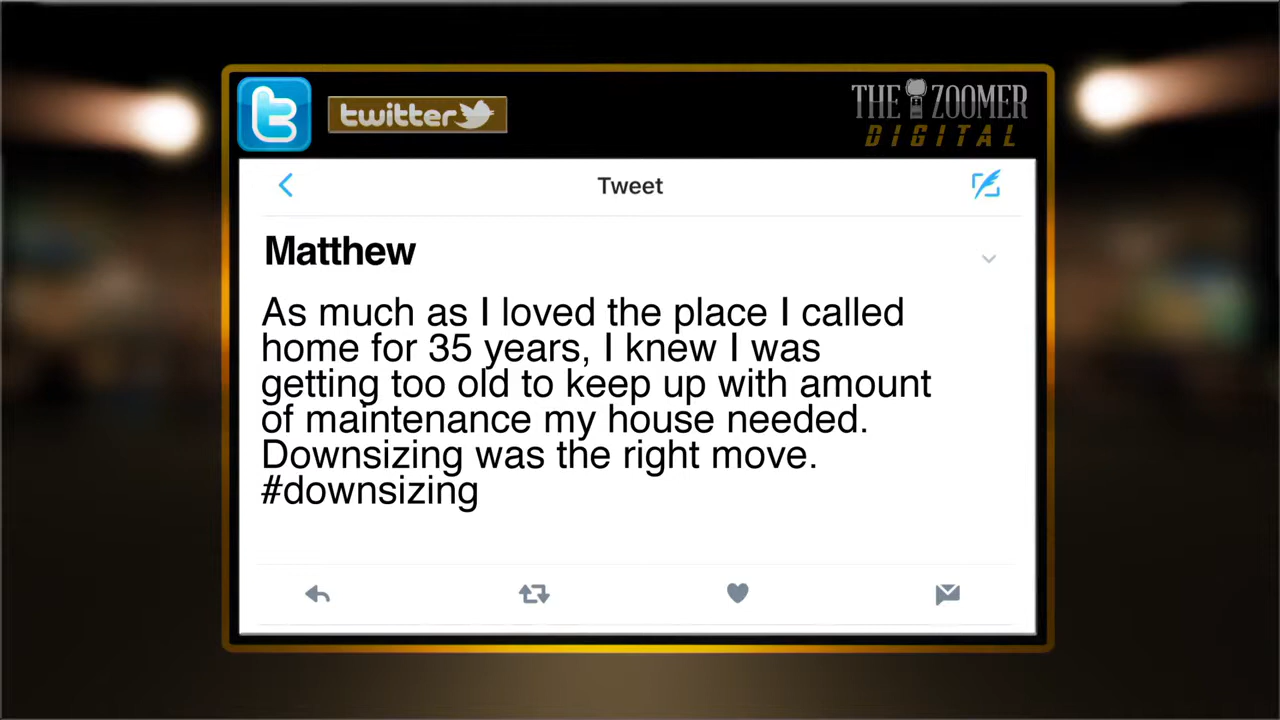 twitter
THE ZOOMER
DIGITAL
Tweet
Matthew
As much as I loved the place I called
home for 35 years, I knew I was
getting too old to keep up with amount
of maintenance my house needed.
Downsizing was the right move.
#downsizing